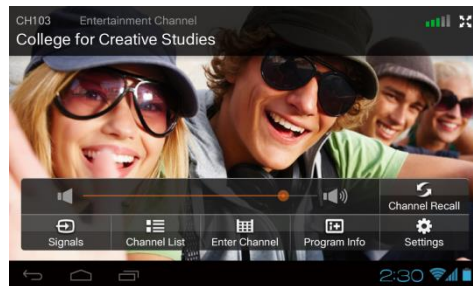 CH103 Entertainment Channel
College for Creative Studies
Channel Recall
Signals Channel List Enter Channel Program Info Settings
2:30